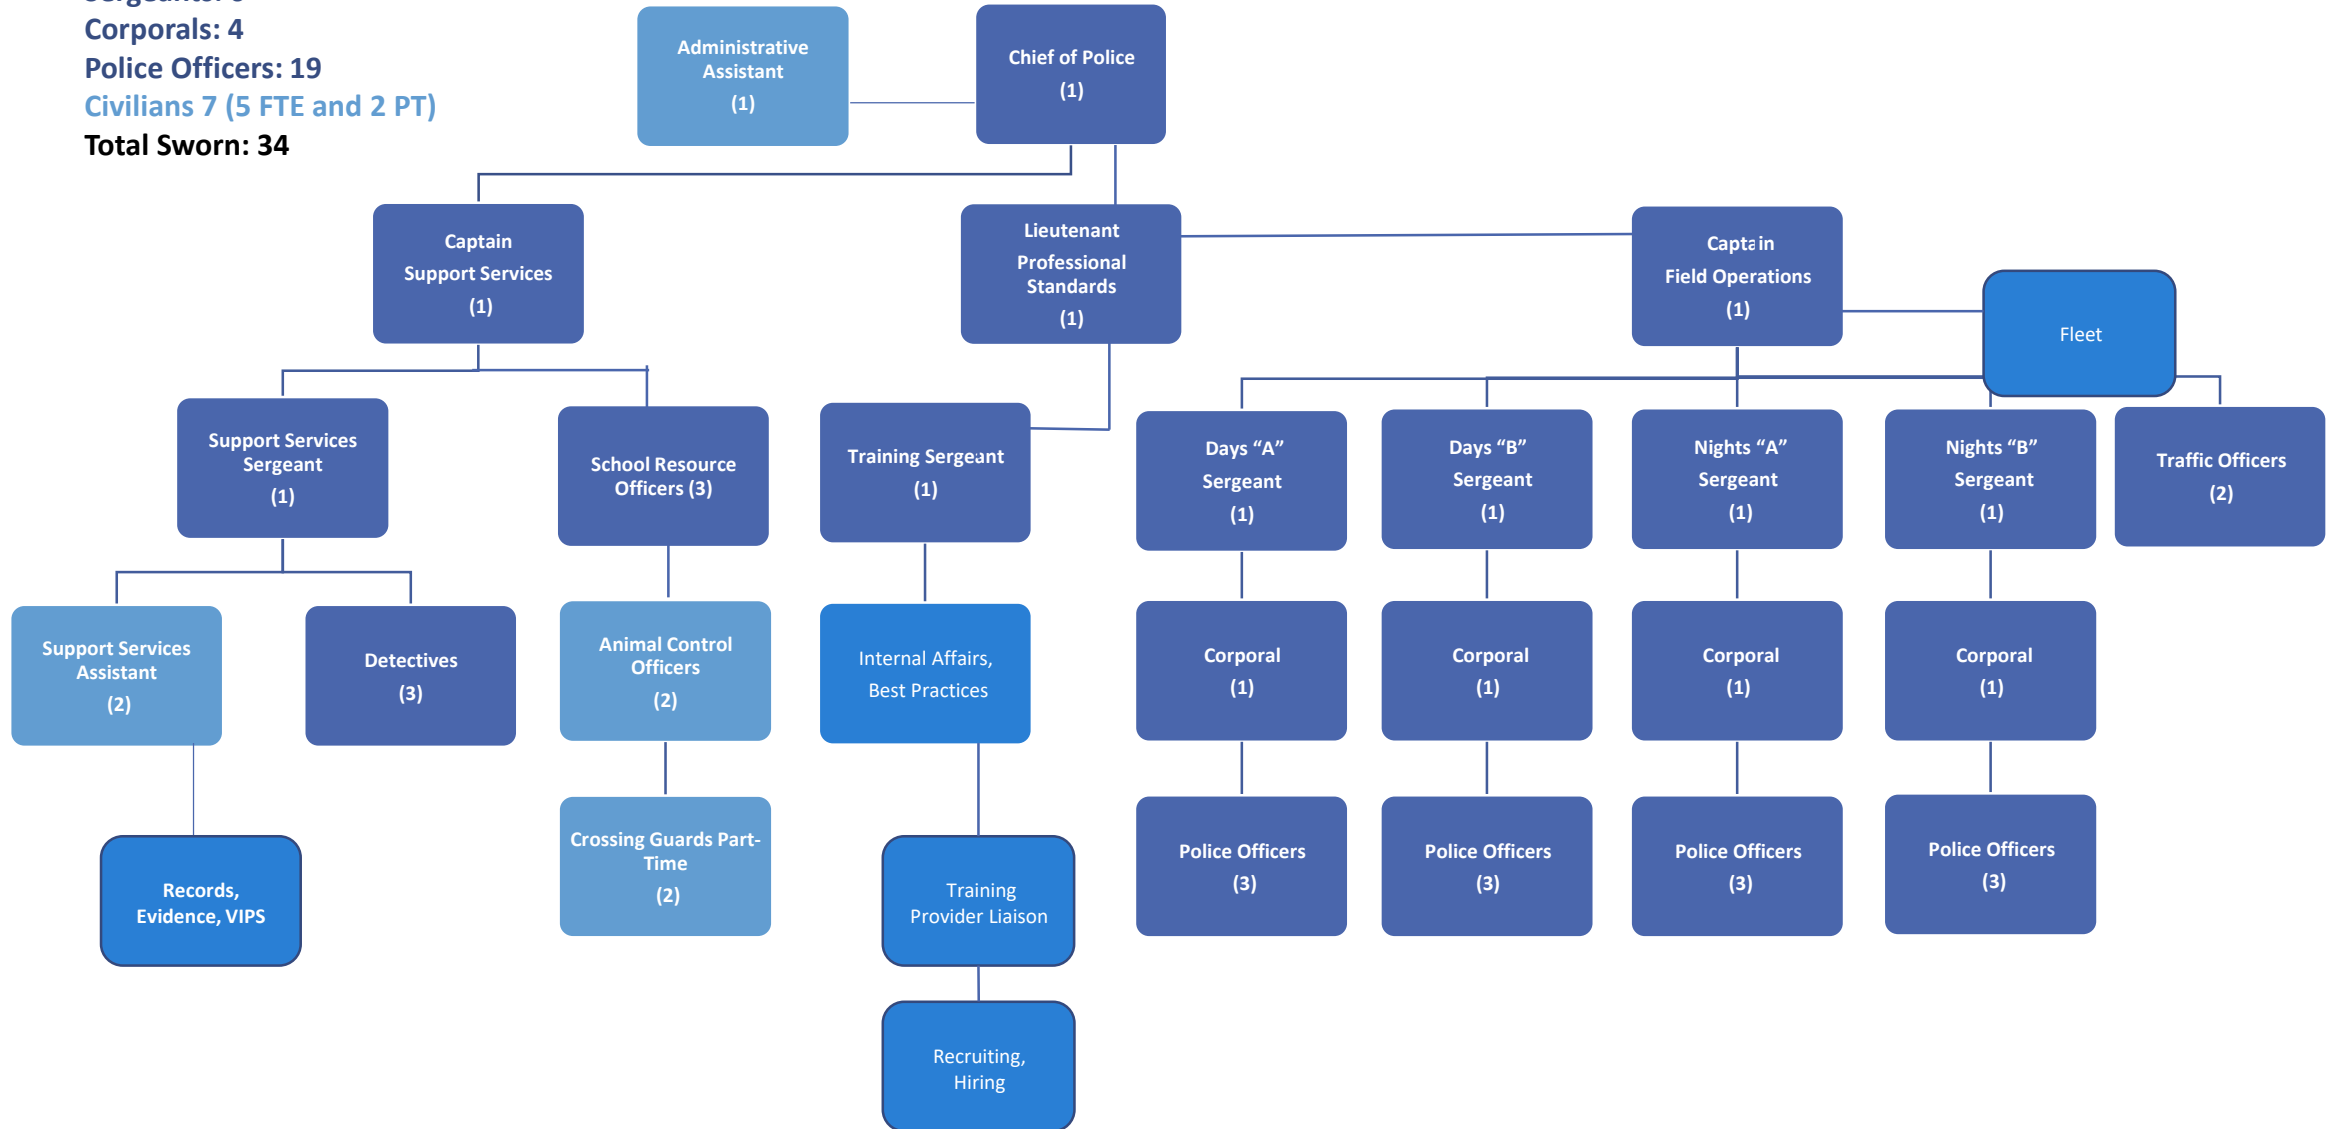 Corporals: 4
Police Officers: 19
Civilians 7 (5 FTE and 2 PT)
Total Sworn: 34
Administrative
Assistant
(1)
Chief of Police
(1)
Captain
Support Services
(1)
Lieutenant
Professional
Standards
(1)
Captain
Field Operations
(1)
Fleet
Support Services
Sergeant
(1)
School Resource
Officers (3)
Training Sergeant
(1)
Days “A”
Sergeant
(1)
Days “B”
Sergeant
(1)
Nights “A”
Sergeant
(1)
Nights “B”
Sergeant
(1)
Traffic Officers
(2)
Support Services
Assistant
(2)
Detectives
(3)
Animal Control
Officers
(2)
Internal Affairs,
Best Practices
Corporal
(1)
Corporal
(1)
Corporal
(1)
Corporal
(1)
Records,
Evidence, VIPS
Crossing Guards Part-
Time
(2)
Training
Provider Liaison
Police Officers
(3)
Police Officers
(3)
Police Officers
(3)
Police Officers
(3)
Recruiting,
Hiring